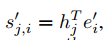 s′_{j,i} = h_j^T e′_i,